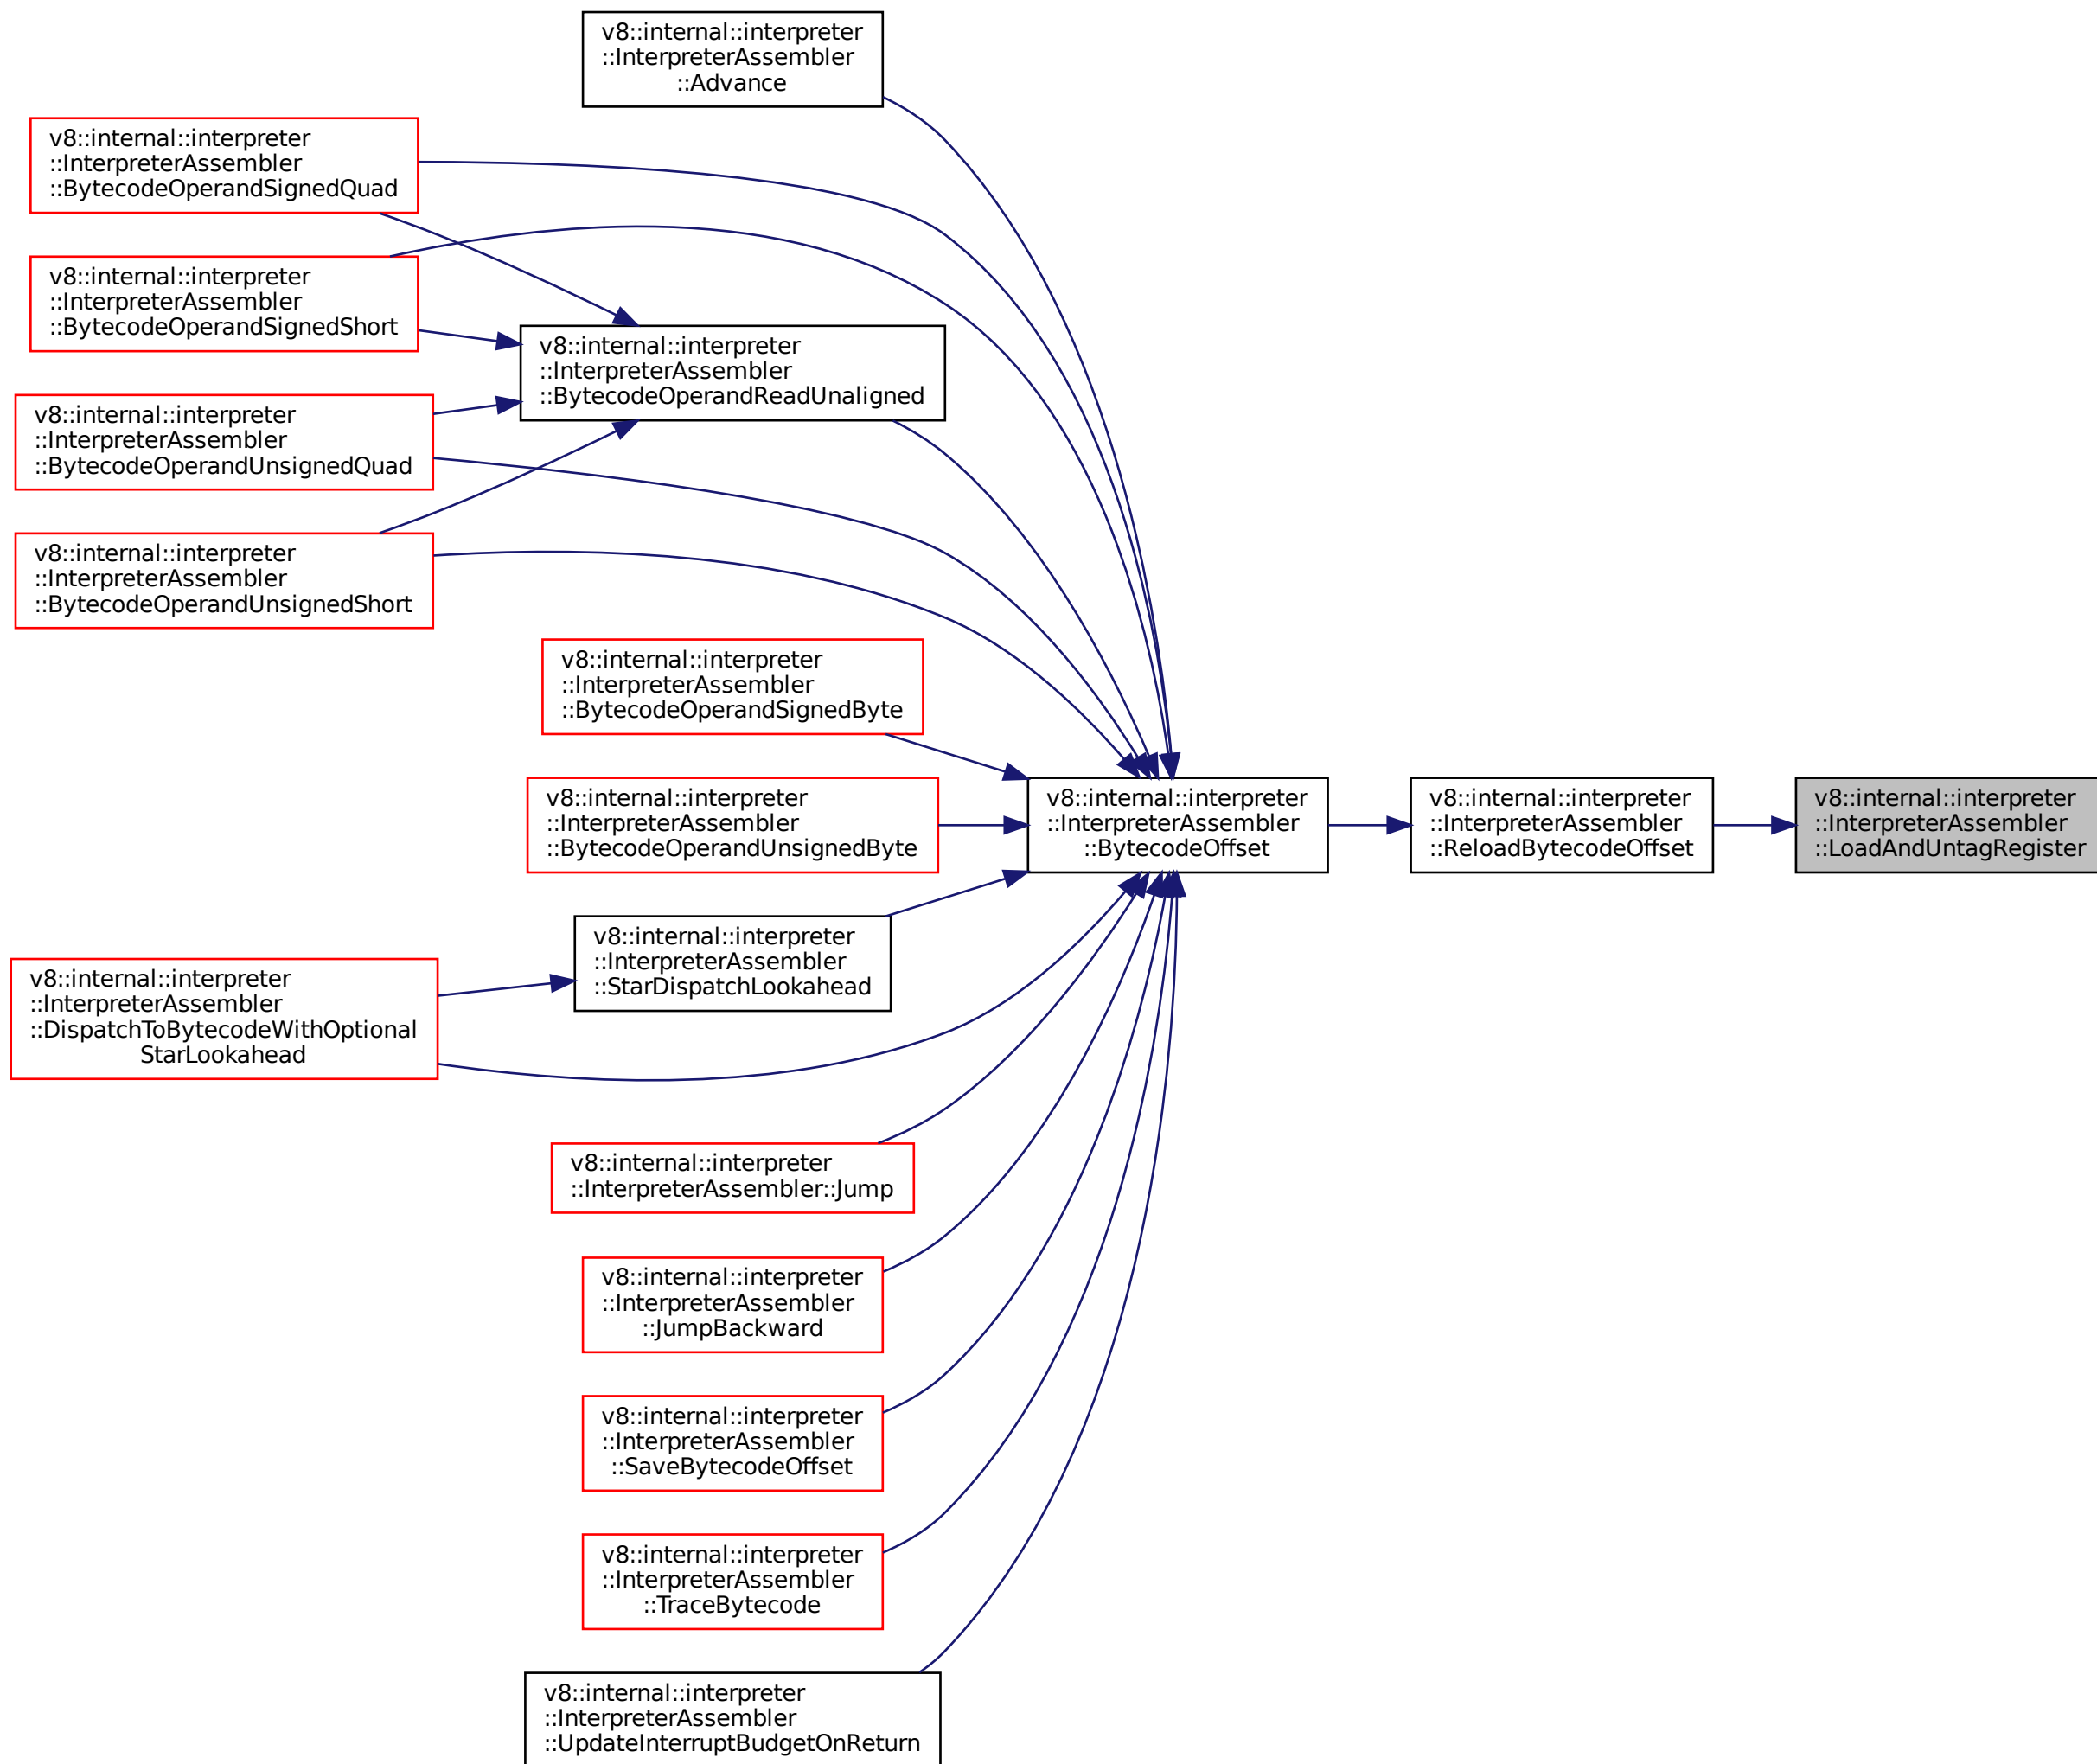 v8::internal::interpreter
::InterpreterAssembler
::Advance
v8::internal::interpreter
::InterpreterAssembler
::BytecodeOperandSignedQuad
v8::internal::interpreter
::InterpreterAssembler
::BytecodeOperandSignedShort
v8::internal::interpreter
::InterpreterAssembler
::BytecodeOperandReadUnaligned
v8::internal::interpreter
::InterpreterAssembler
::BytecodeOperandUnsignedQuad
v8::internal::interpreter
::InterpreterAssembler
::BytecodeOperandUnsignedShort
v8::internal::interpreter
::InterpreterAssembler
::BytecodeOperandSignedByte
v8::internal::interpreter
::InterpreterAssembler
::BytecodeOperandUnsignedByte
v8::internal::interpreter
::InterpreterAssembler
::BytecodeOffset
v8::internal::interpreter
::InterpreterAssembler
::ReloadBytecodeOffset
v8::internal::interpreter
::InterpreterAssembler
::LoadAndUntagRegister
v8::internal::interpreter
::InterpreterAssembler
::StarDispatchLookahead
v8::internal::interpreter
::InterpreterAssembler
::DispatchToBytecodeWithOptional
StarLookahead
v8::internal::interpreter
::InterpreterAssembler::Jump
v8::internal::interpreter
::InterpreterAssembler
::JumpBackward
v8::internal::interpreter
::InterpreterAssembler
::SaveBytecodeOffset
v8::internal::interpreter
::InterpreterAssembler
::TraceBytecode
v8::internal::interpreter
::InterpreterAssembler
::UpdateInterruptBudgetOnReturn